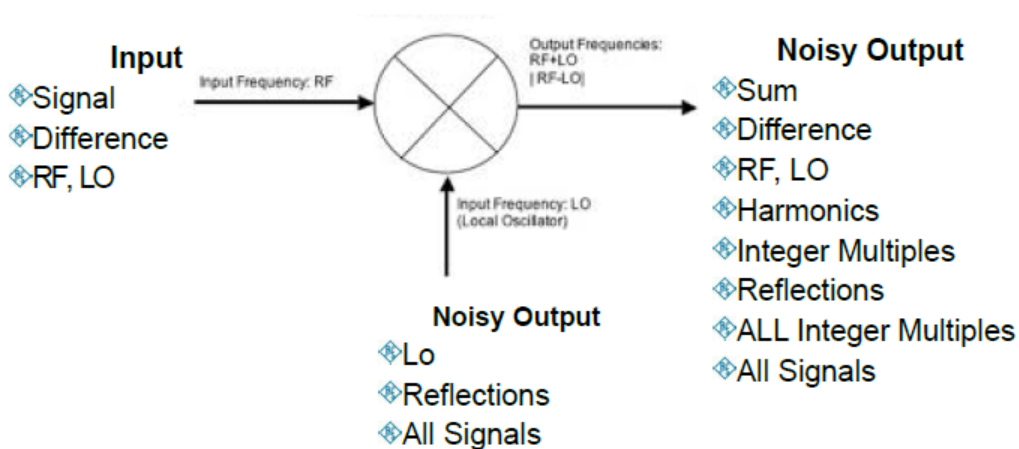 Input
Signal
Difference
RF, LO
Input Frequency: RF
Output Frequencies:
RF+LO
|RF-LO|
Input Frequency: LO
(Local Oscillator)
Noisy Output
Lo
Reflections
All Signals
Noisy Output
Sum
Difference
RF, LO
Harmonics
Integer Multiples
Reflections
ALL Integer Multiples
All Signals